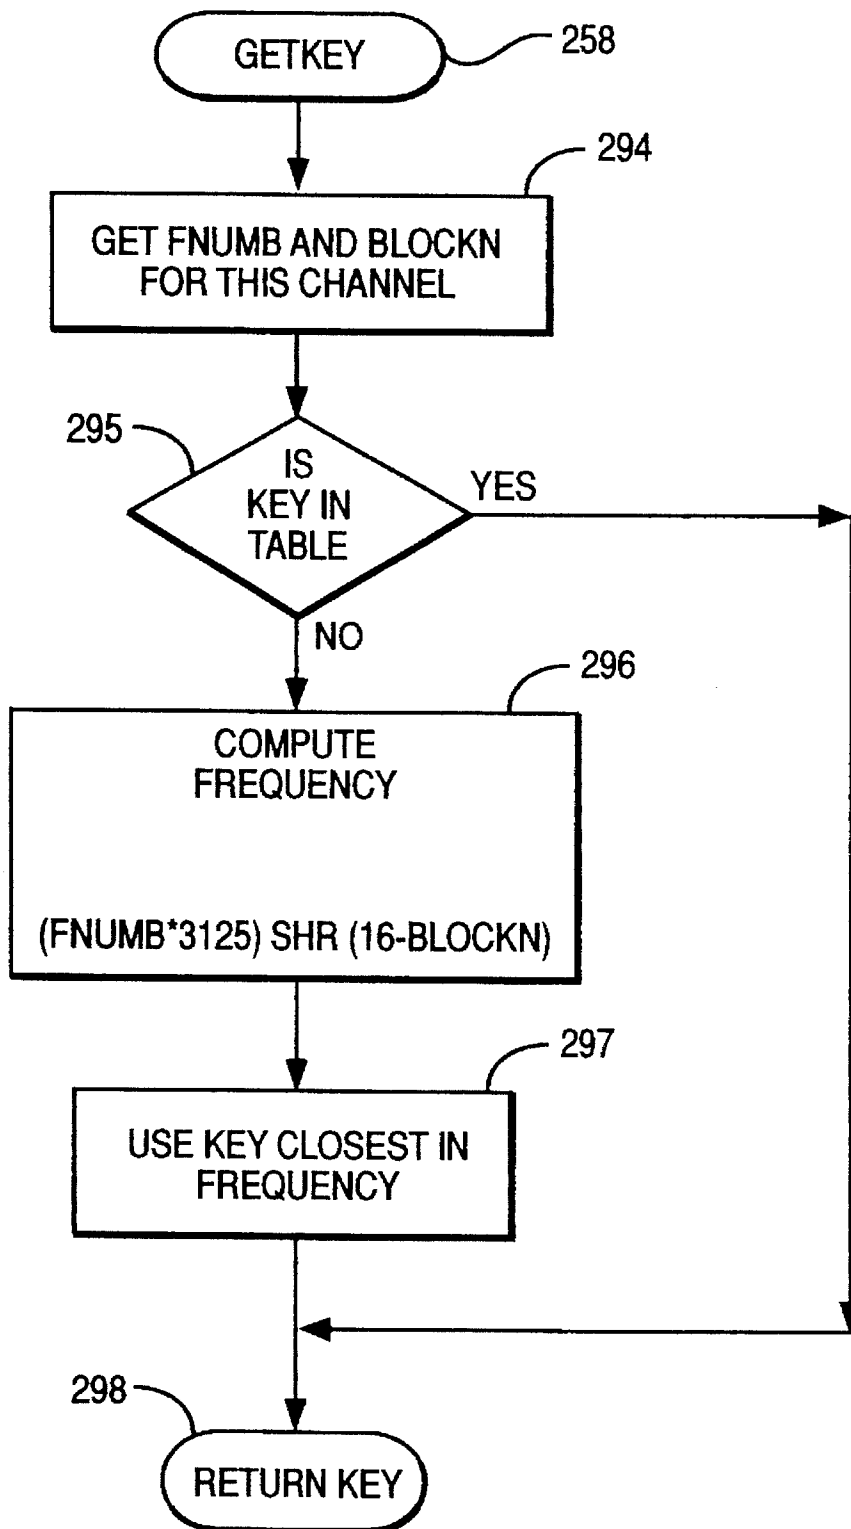 GETKEY
258
294
GET FNUMB AND BLOCKN
FOR THIS CHANNEL
295
IS
KEY IN
TABLE
YES
NO
296
COMPUTE
FREQUENCY
(FNUMB*3125) SHR (16-BLOCKN)
297
USE KEY CLOSEST IN
FREQUENCY
298
RETURN KEY